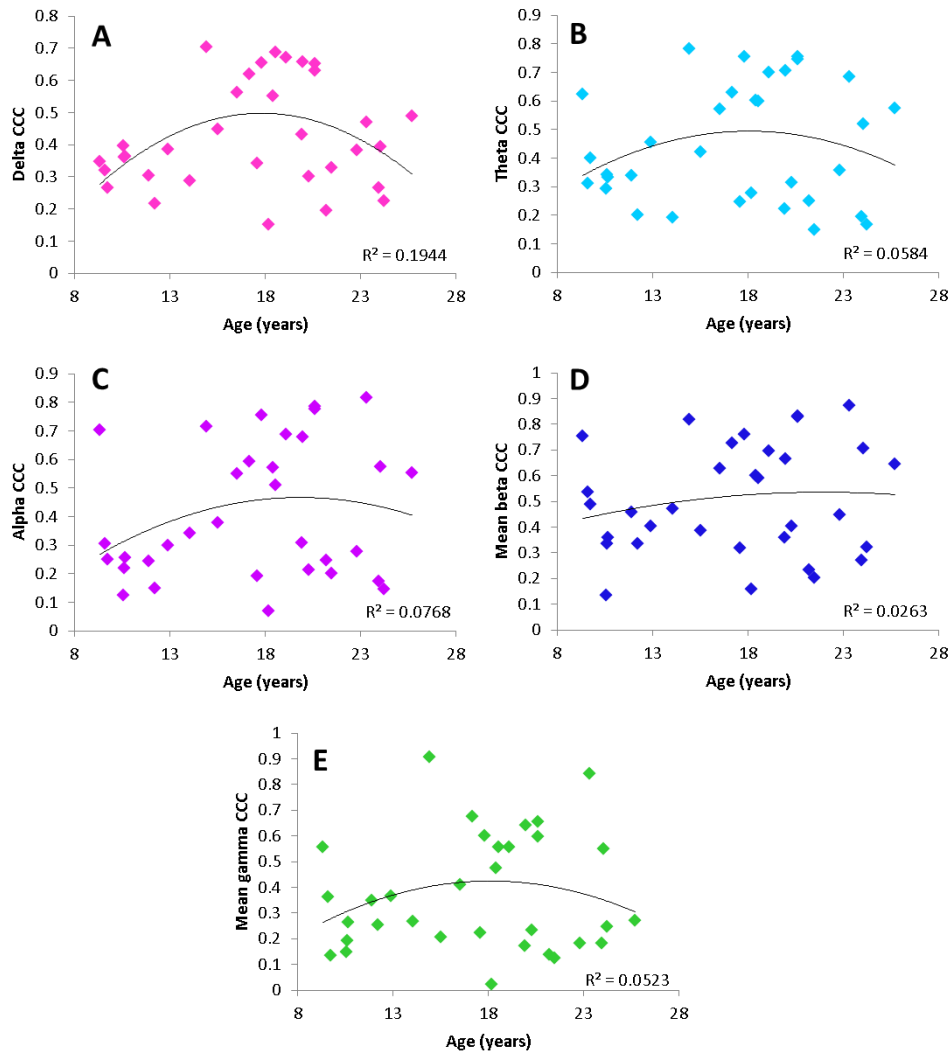 A
Delta CCC
0.8
0.7
0.6
0.5
0.4
0.3
0.2
0.1
0
R² = 0.1944
8 13 18 23 28
Age (years)
B
Theta CCC
0.9
0.8
0.7
0.6
0.5
0.4
0.3
0.2
0.1
0
R² = 0.0584
8 13 18 23 28
Age (years)
C
Alpha CCC
0.9
0.8
0.7
0.6
0.5
0.4
0.3
0.2
0.1
0
R² = 0.0768
8 13 18 23 28
Age (years)
D
Mean beta CCC
1
0.9
0.8
0.7
0.6
0.5
0.4
0.3
0.2
0.1
0
R² = 0.0263
8 13 18 23 28
Age (years)
E
Mean gamma CCC
1
0.9
0.8
0.7
0.6
0.5
0.4
0.3
0.2
0.1
0
R² = 0.0523
8 13 18 23 28
Age (years)